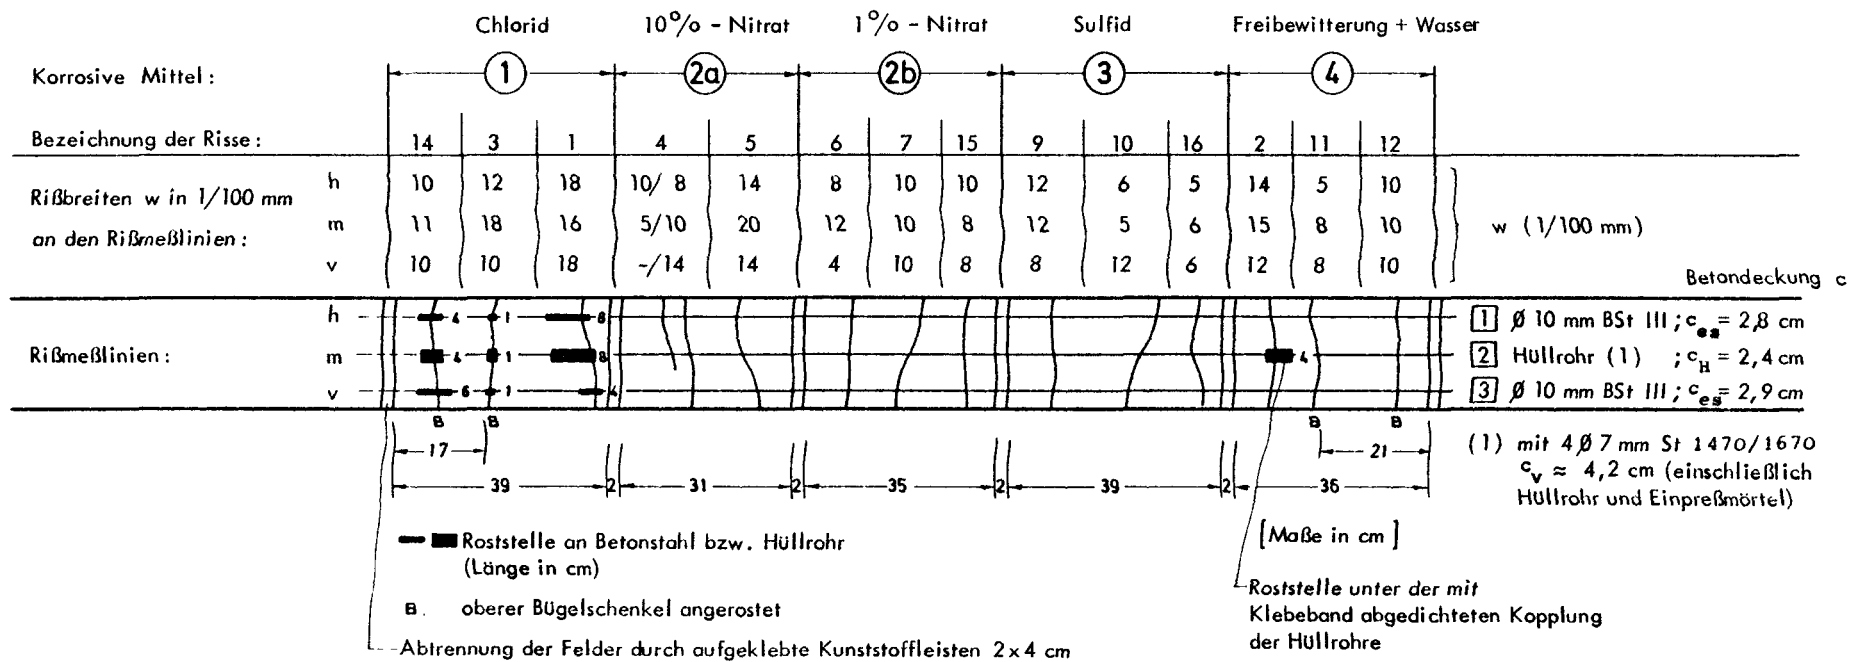 Chlorid 10% - Nitrat 1% - Nitrat Sulfid Freibewitterung + Wasser
Korrosive Mittel: 1 2a 2b 3 4
Bezeichnung der Risse: 14 3 1 4 5 6 7 15 9 10 16 2 11 12
h 10 12 18 10/8 14 8 10 10 12 6 5 14 5 10
Rißbreiten w in 1/100 mm
m 11 18 16 5/10 20 12 10 8 12 5 6 15 8 10 w (1/100 mm)
an den Rißmeßlinien:
v 10 10 18 -/14 14 4 10 8 8 12 6 12 8 10
Betondeckung c
h 4 1 8 1 Ø 10 mm BSt III; c_es = 2,8 cm
Rißmeßlinien: m 4 1 8 4 2 Hüllrohr (1) ; c_H = 2,4 cm
v 6 1 4 3 Ø 10 mm BSt III; c_es = 2,9 cm
B B B B
17 21 (1) mit 4 Ø 7 mm St 1470/1670
c_v ≈ 4,2 cm (einschließlich
39 2 31 2 35 2 39 2 36 Hüllrohr und Einpreßmörtel)
Roststelle an Betonstahl bzw. Hüllrohr
(Länge in cm)
[Maße in cm]
B. oberer Bügelschenkel angerostet
Roststelle unter der mit
Klebeband abgedichteten Kopplung
der Hüllrohre
Abtrennung der Felder durch aufgeklebte Kunststoffleisten 2x4 cm